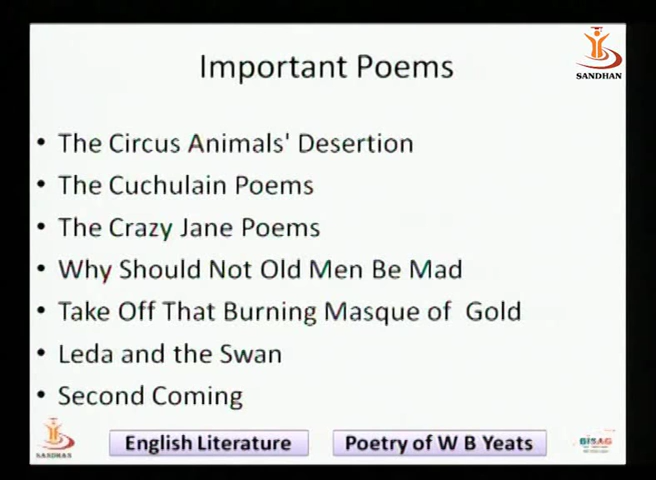 Important Poems
SANDHAN
• The Circus Animals' Desertion
• The Cuchulain Poems
• The Crazy Jane Poems
• Why Should Not Old Men Be Mad
• Take Off That Burning Masque of Gold
• Leda and the Swan
• Second Coming
SANDHAN
English Literature
Poetry of W B Yeats
BISAG